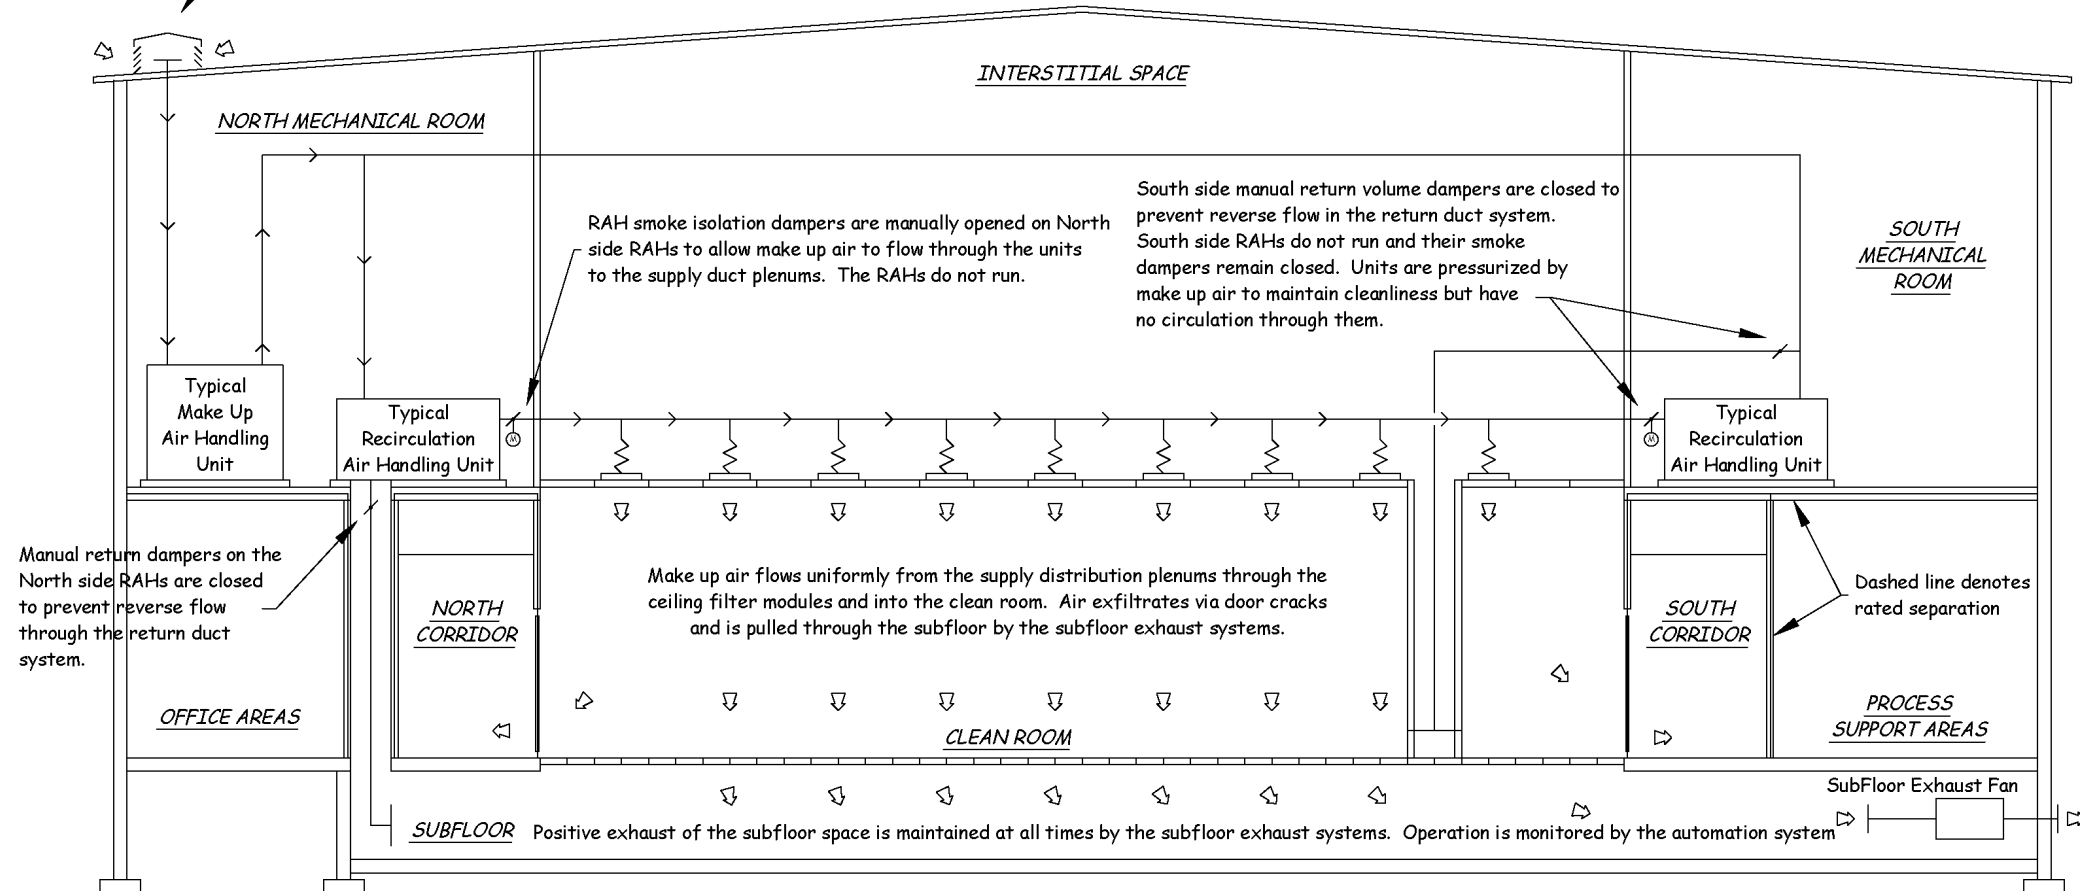 INTERSTITIAL SPACE
NORTH MECHANICAL ROOM
RAH smoke isolation dampers are manually opened on North
side RAHs to allow make up air to flow through the units
to the supply duct plenums.  The RAHs do not run.
South side manual return volume dampers are closed to
prevent reverse flow in the return duct system.
South side RAHs do not run and their smoke
dampers remain closed.  Units are pressurized by
make up air to maintain cleanliness but have
no circulation through them.
SOUTH
MECHANICAL
ROOM
Typical
Make Up
Air Handling
Unit
Typical
Recirculation
Air Handling Unit
M
M
Typical
Recirculation
Air Handling Unit
Manual return dampers on the
North side RAHs are closed
to prevent reverse flow
through the return duct
system.
NORTH
CORRIDOR
Make up air flows uniformly from the supply distribution plenums through the
ceiling filter modules and into the clean room.  Air exfiltrates via door cracks
and is pulled through the subfloor by the subfloor exhaust systems.
SOUTH
CORRIDOR
Dashed line denotes
rated separation
OFFICE AREAS
CLEAN ROOM
PROCESS
SUPPORT AREAS
SubFloor Exhaust Fan
SUBFLOOR
Positive exhaust of the subfloor space is maintained at all times by the subfloor exhaust systems.  Operation is monitored by the automation system